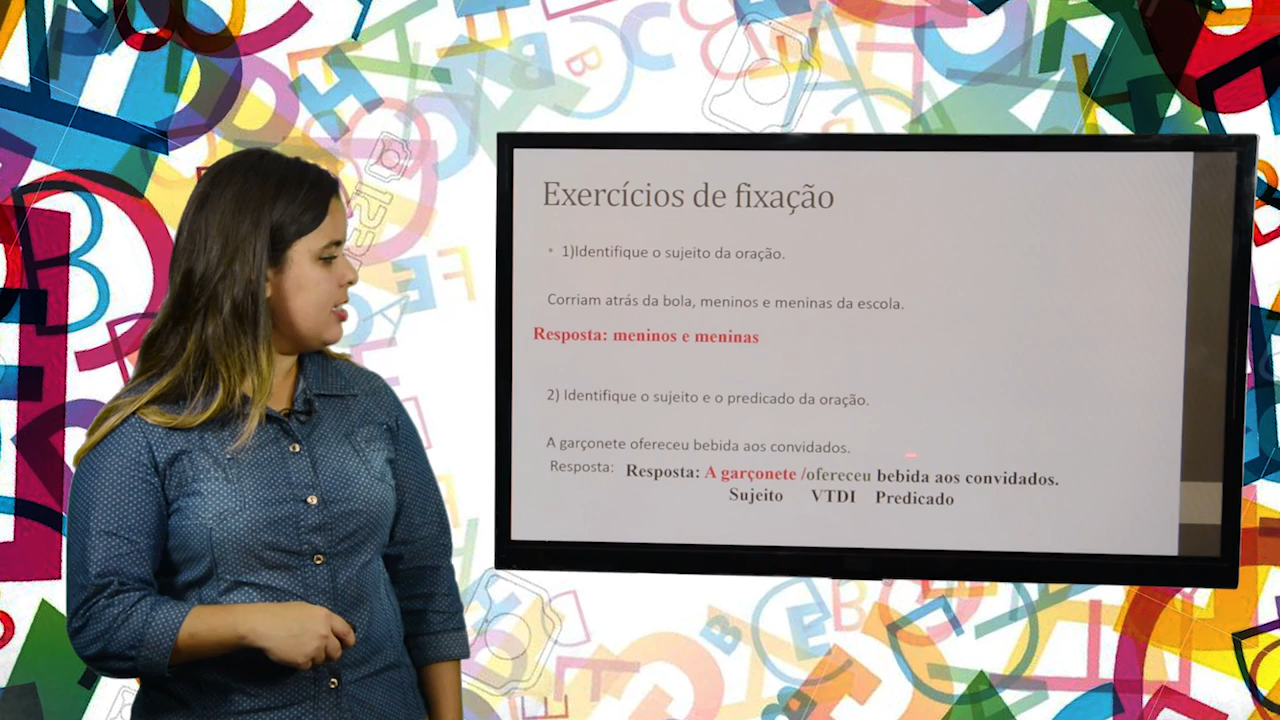 Exercícios de fixação
• 1)Identifique o sujeito da oração.
Corriam atrás da bola, meninos e meninas da escola.
Resposta: meninos e meninas
2) Identifique o sujeito e o predicado da oração.
A garçonete ofereceu bebida aos convidados.
Resposta: Resposta: A garçonete /ofereceu bebida aos convidados.
Sujeito VTDI Predicado